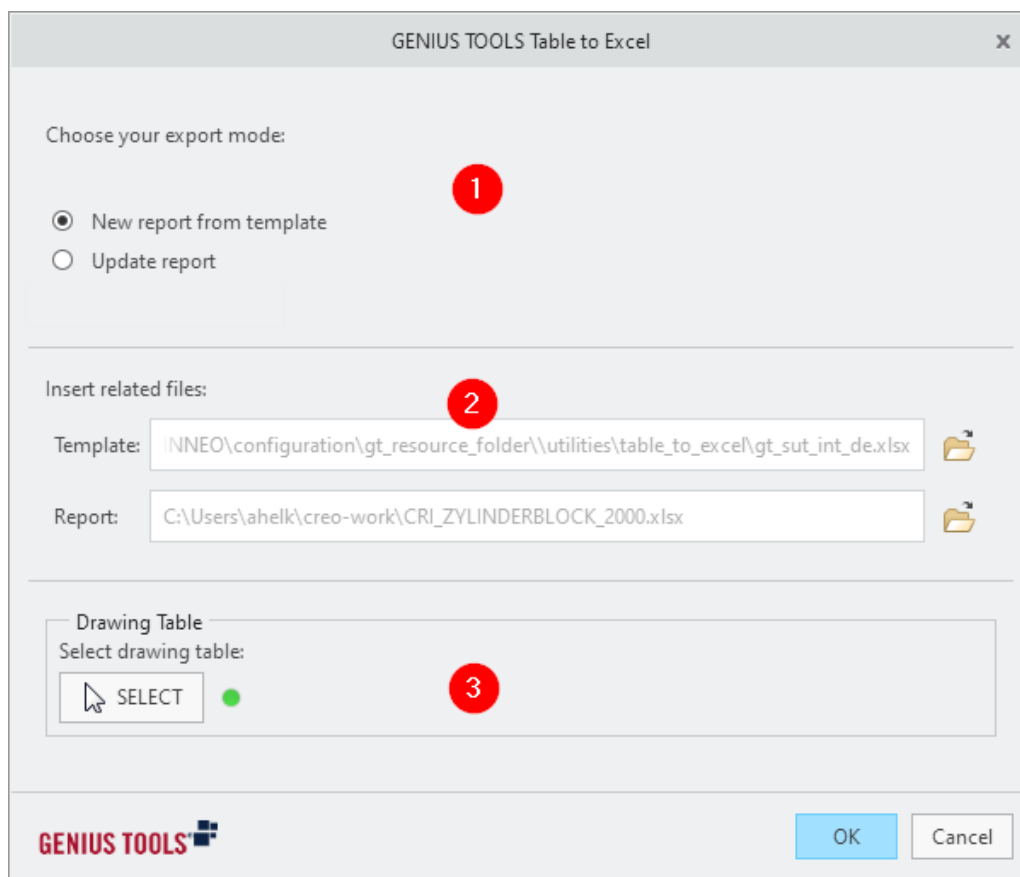 GENIUS TOOLS Table to Excel
Choose your export mode:
1
New report from template
Update report
Insert related files:
2
Template: NNEO\configuration\gt_resource_folder\\utilities\table_to_excel\gt_sut_int_de.xlsx
Report: C:\Users\ahelk\creo-work\CRI_ZYLINDERBLOCK_2000.xlsx
Drawing Table
Select drawing table:
SELECT
3
GENIUS TOOLS
OK Cancel